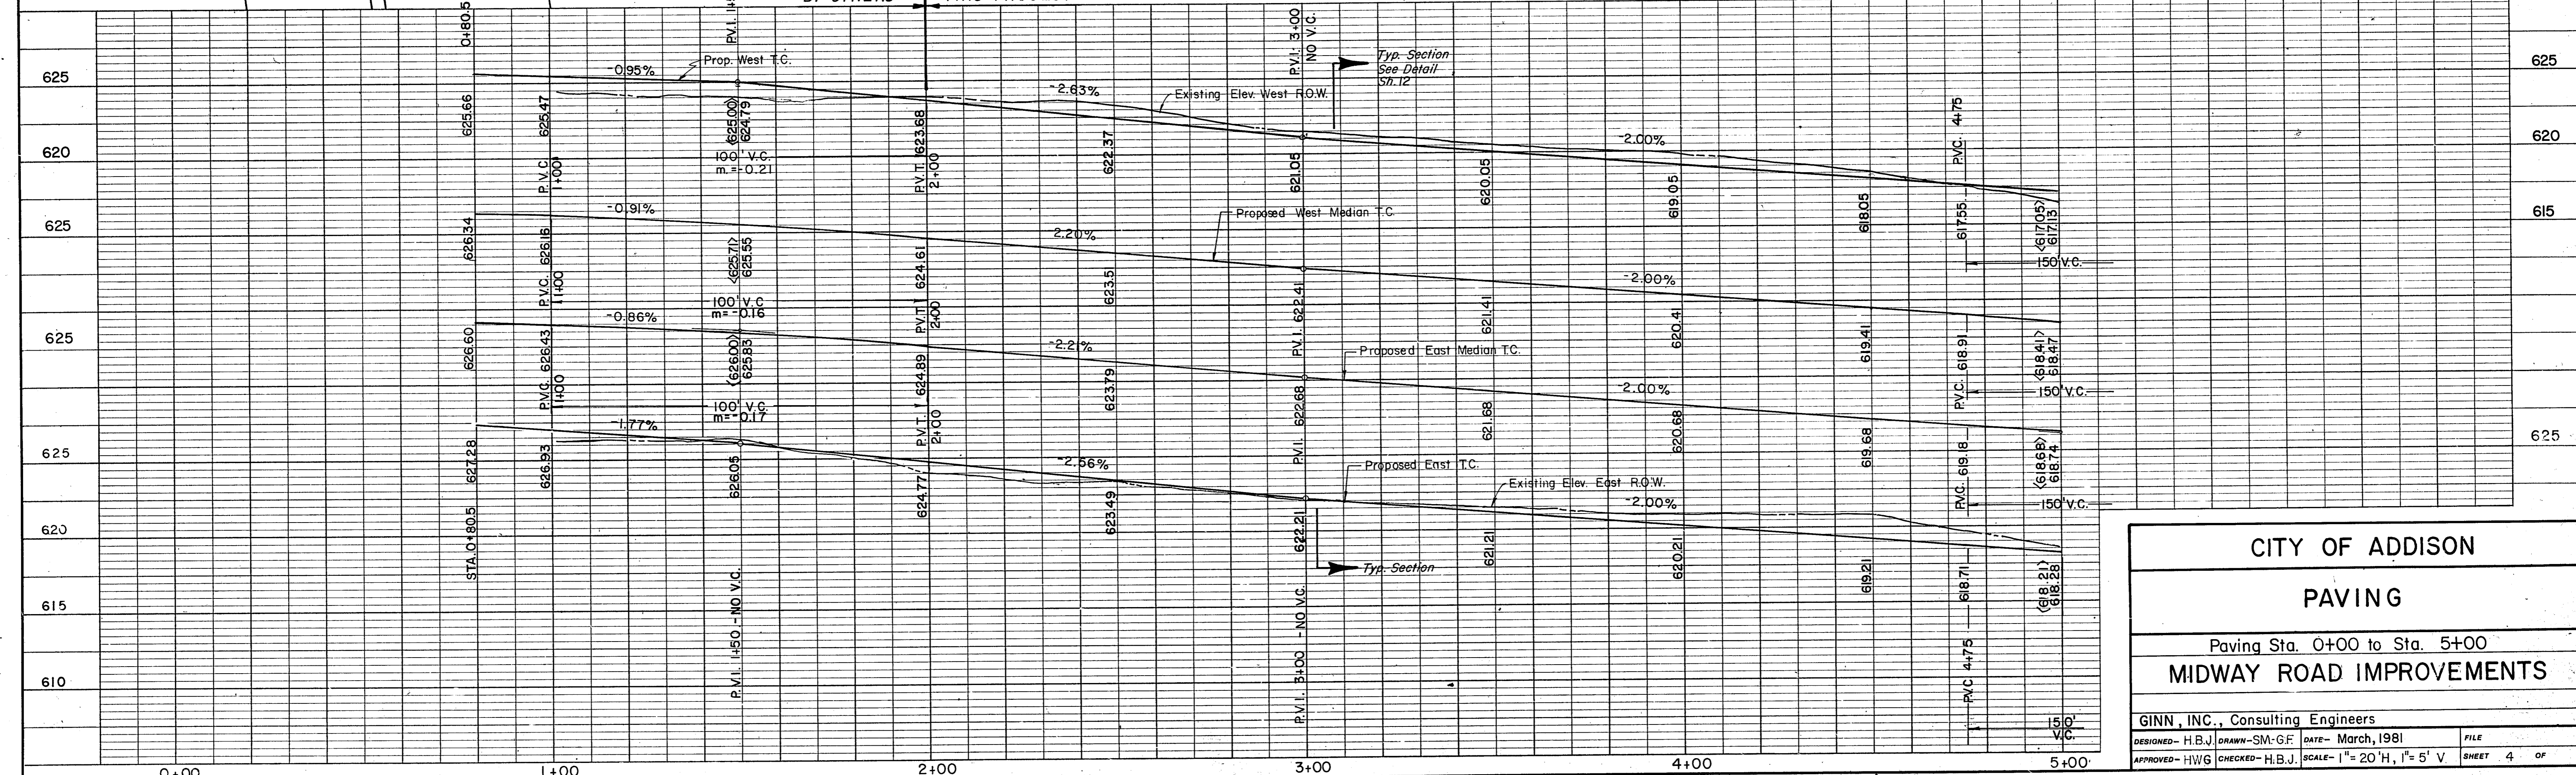 0+80.5
P.V.I.
P.V.I. 3+00
NO V.C.
Typ. Section
See Detail
Sh.12
625
625
Prop. West T.C.
-0.95%
-2.63%
Existing Elev. West R.O.W.
-2.00%
P.V.C. 4+75
625.66
625.47
<625.00>
624.79
623.68
622.37
621.05
620.05
619.05
618.05
617.55
<617.05>
617.13
620
620
P.V.C.
1+00
100' V.C.
m.=-0.21
P.V.T.
2+00
150'V.C.
-0.91%
Proposed West Median T.C.
2.20%
-2.00%
625
615
626.34
P.V.C. 626.16
1+00
<625.71>
625.55
P.V.T. 624.61
2+00
623.5
P.V.I. 622.41
621.41
620.41
619.41
P.V.C. 618.91
<618.41>
618.47
100' V.C
m=-0.16
150'V.C.
-0.86%
-2.21%
Proposed East Median T.C.
-2.00%
625
626.60
P.V.C. 626.43
1+00
<626.00>
625.83
P.V.T. 624.89
2+00
623.79
P.V.I. 622.68
621.68
620.68
619.68
P.V.C. 619.18
<618.68>
618.74
100' V.C.
m=-0.17
150'V.C.
-1.77%
-2.56%
Proposed East T.C.
Existing Elev. East R.O.W.
-2.00%
625
625
627.28
626.93
626.05
624.77
623.49
622.21
621.21
620.21
619.21
618.71
<618.21>
618.28
620
STA.0+80.5
Typ. Section
615
P.V.I. 1+50.-NO V.C.
P.V.I. 3+00 -NO V.C.
P.V.C 4+75
150'
V.C.
610
0+00
1+00
2+00
3+00
4+00
5+00
CITY OF ADDISON
PAVING
Paving Sta. 0+00 to Sta. 5+00
MIDWAY ROAD IMPROVEMENTS
GINN, INC., Consulting Engineers
DESIGNED- H.B.J. DRAWN-SM.-G.F. DATE- March, 1981 FILE
APPROVED- HWG CHECKED- H.B.J. SCALE- 1"= 20'H, 1"= 5' V. SHEET 4 OF